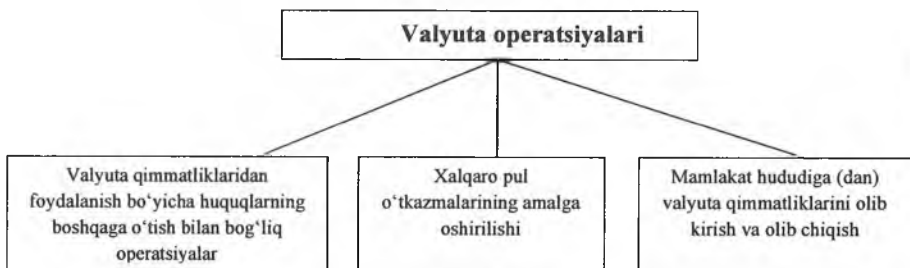 Valyuta operatsiyalari
Valyuta qimmatliklaridan
foydalanish bo‘yicha huquqlarning
boshqaga o‘tish bilan bog‘liq
operatsiyalar
Xalqaro pul
o‘tkazmalarining amalga
oshirilishi
Mamlakat hududiga (dan)
valyuta qimmatliklarini olib
kirish va olib chiqish